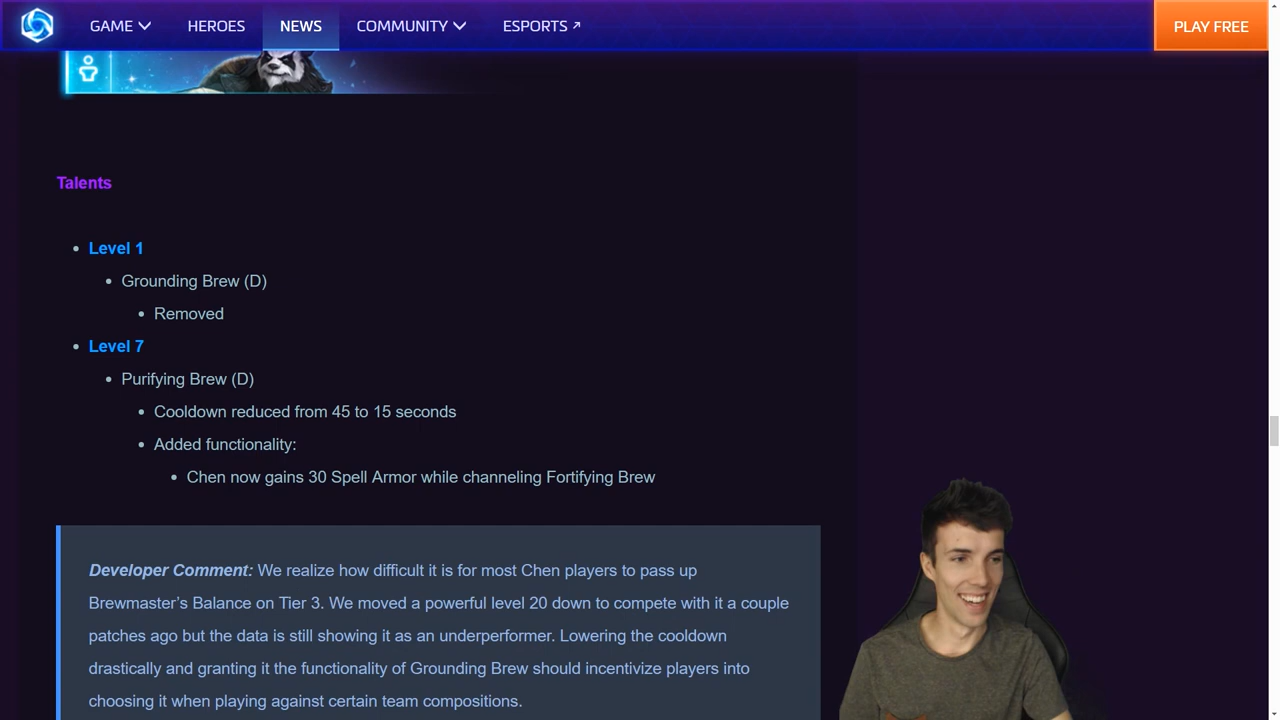 GAME HEROES NEWS COMMUNITY ESPORTS PLAY FREE
Talents
Level 1
Grounding Brew (D)
Removed
Level 7
Purifying Brew (D)
Cooldown reduced from 45 to 15 seconds
Added functionality:
Chen now gains 30 Spell Armor while channeling Fortifying Brew
Developer Comment: We realize how difficult it is for most Chen players to pass up
Brewmaster’s Balance on Tier 3. We moved a powerful level 20 down to compete with it a couple
patches ago but the data is still showing it as an underperformer. Lowering the cooldown
drastically and granting it the functionality of Grounding Brew should incentivize players into
choosing it when playing against certain team compositions.